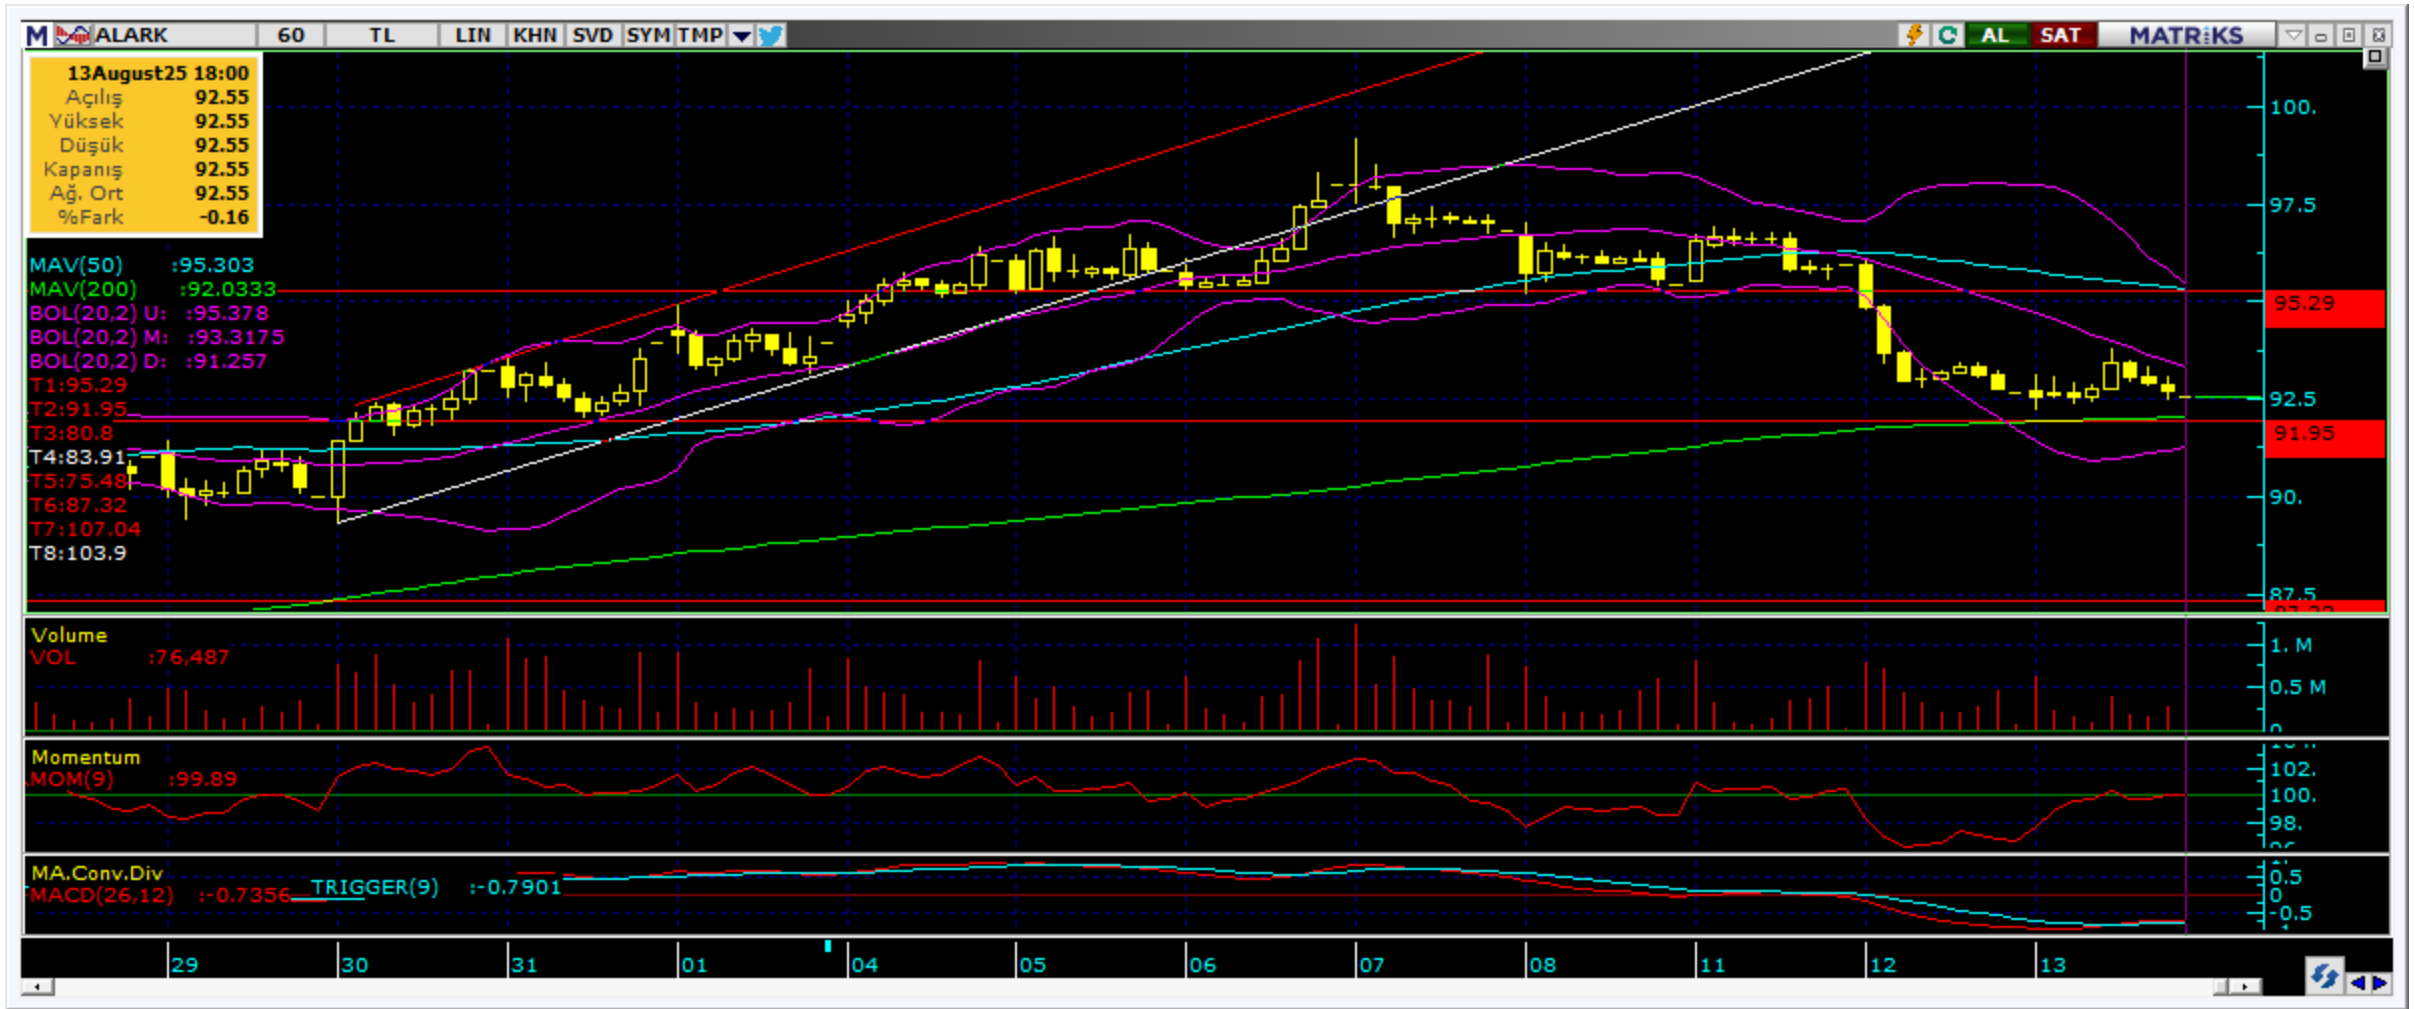 M ALARK 60 TL LIN KHN SVD SYM TMP AL SAT MATRiKS
13August25 18:00
Açılış 92.55
Yüksek 92.55
Düşük 92.55
Kapanış 92.55
Ağ. Ort 92.55
%Fark -0.16
MAV(50) :95.303
MAV(200) :92.0333
BOL(20,2) U: :95.378
BOL(20,2) M: :93.3175
BOL(20,2) D: :91.257
T1:95.29
T2:91.95
T3:80.8
T4:83.91
T5:75.48
T6:87.32
T7:107.04
T8:103.9
100.
97.5
95.29
92.5
91.95
90.
87.5
Volume
VOL :76,487
1. M
0.5 M
Momentum
MOM(9) :99.89
102.
100.
98.
MA.Conv.Div
MACD(26,12) :-0.7356 TRIGGER(9) :-0.7901
0.5
0
-0.5
29 30 31 01 04 05 06 07 08 11 12 13